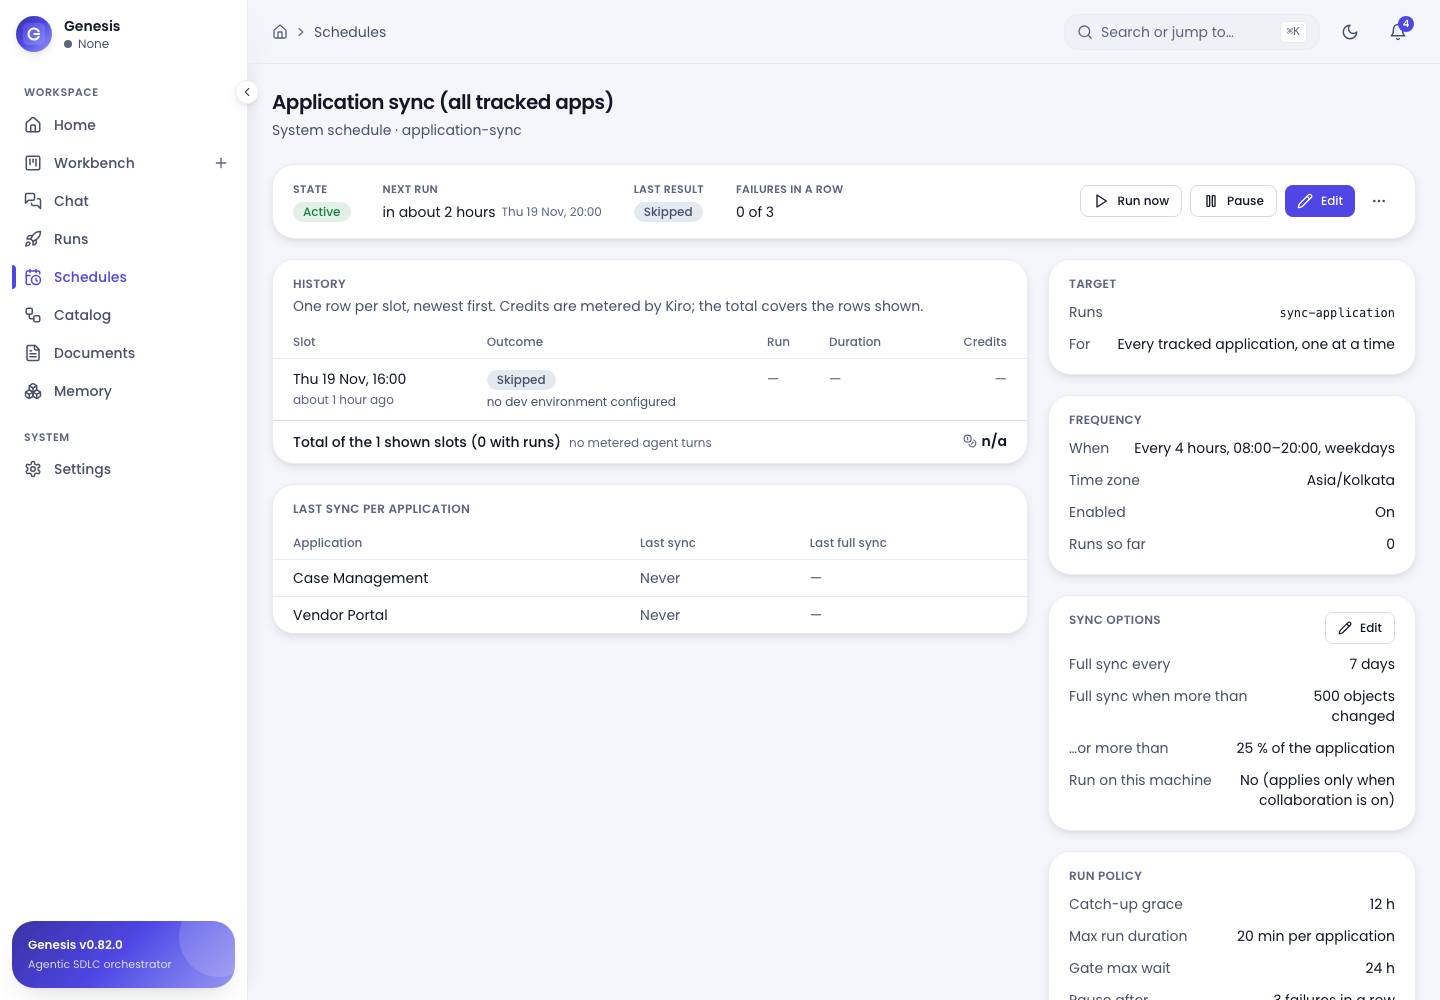 Genesis
None
WORKSPACE
Home
Workbench
Chat
Runs
Schedules
Catalog
Documents
Memory
SYSTEM
Settings
Genesis v0.82.0
Agentic SDLC orchestrator
Schedules
Search or jump to...
⌘K
4
Application sync (all tracked apps)
System schedule · application-sync
STATE
Active
NEXT RUN
in about 2 hours Thu 19 Nov, 20:00
LAST RESULT
Skipped
FAILURES IN A ROW
0 of 3
Run now
Pause
Edit
HISTORY
One row per slot, newest first. Credits are metered by Kiro; the total covers the rows shown.
Slot Outcome Run Duration Credits
Thu 19 Nov, 16:00 Skipped — — —
about 1 hour ago no dev environment configured
Total of the 1 shown slots (0 with runs) no metered agent turns n/a
LAST SYNC PER APPLICATION
Application Last sync Last full sync
Case Management Never —
Vendor Portal Never —
TARGET
Runs sync-application
For Every tracked application, one at a time
FREQUENCY
When Every 4 hours, 08:00–20:00, weekdays
Time zone Asia/Kolkata
Enabled On
Runs so far 0
SYNC OPTIONS
Edit
Full sync every 7 days
Full sync when more than 500 objects
changed
...or more than 25 % of the application
Run on this machine No (applies only when
collaboration is on)
RUN POLICY
Catch-up grace 12 h
Max run duration 20 min per application
Gate max wait 24 h
Pause after 3 failures in a row